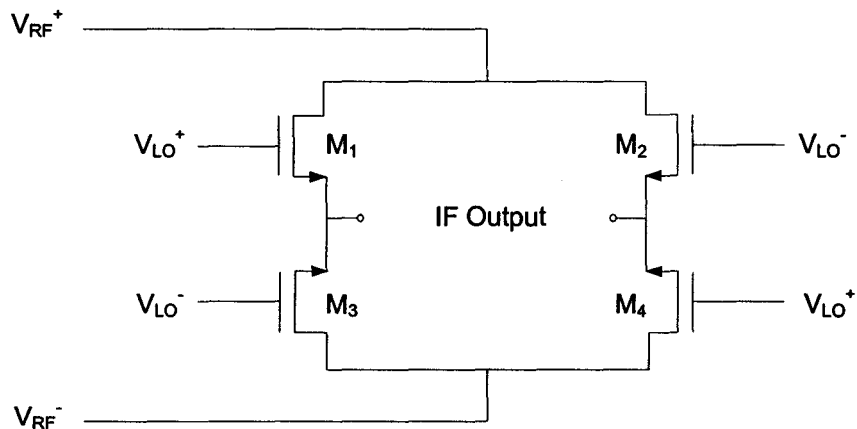 V_RF^+
V_LO^+ M_1 M_2 V_LO^-
IF Output
V_LO^- M_3 M_4 V_LO^+
V_RF^-